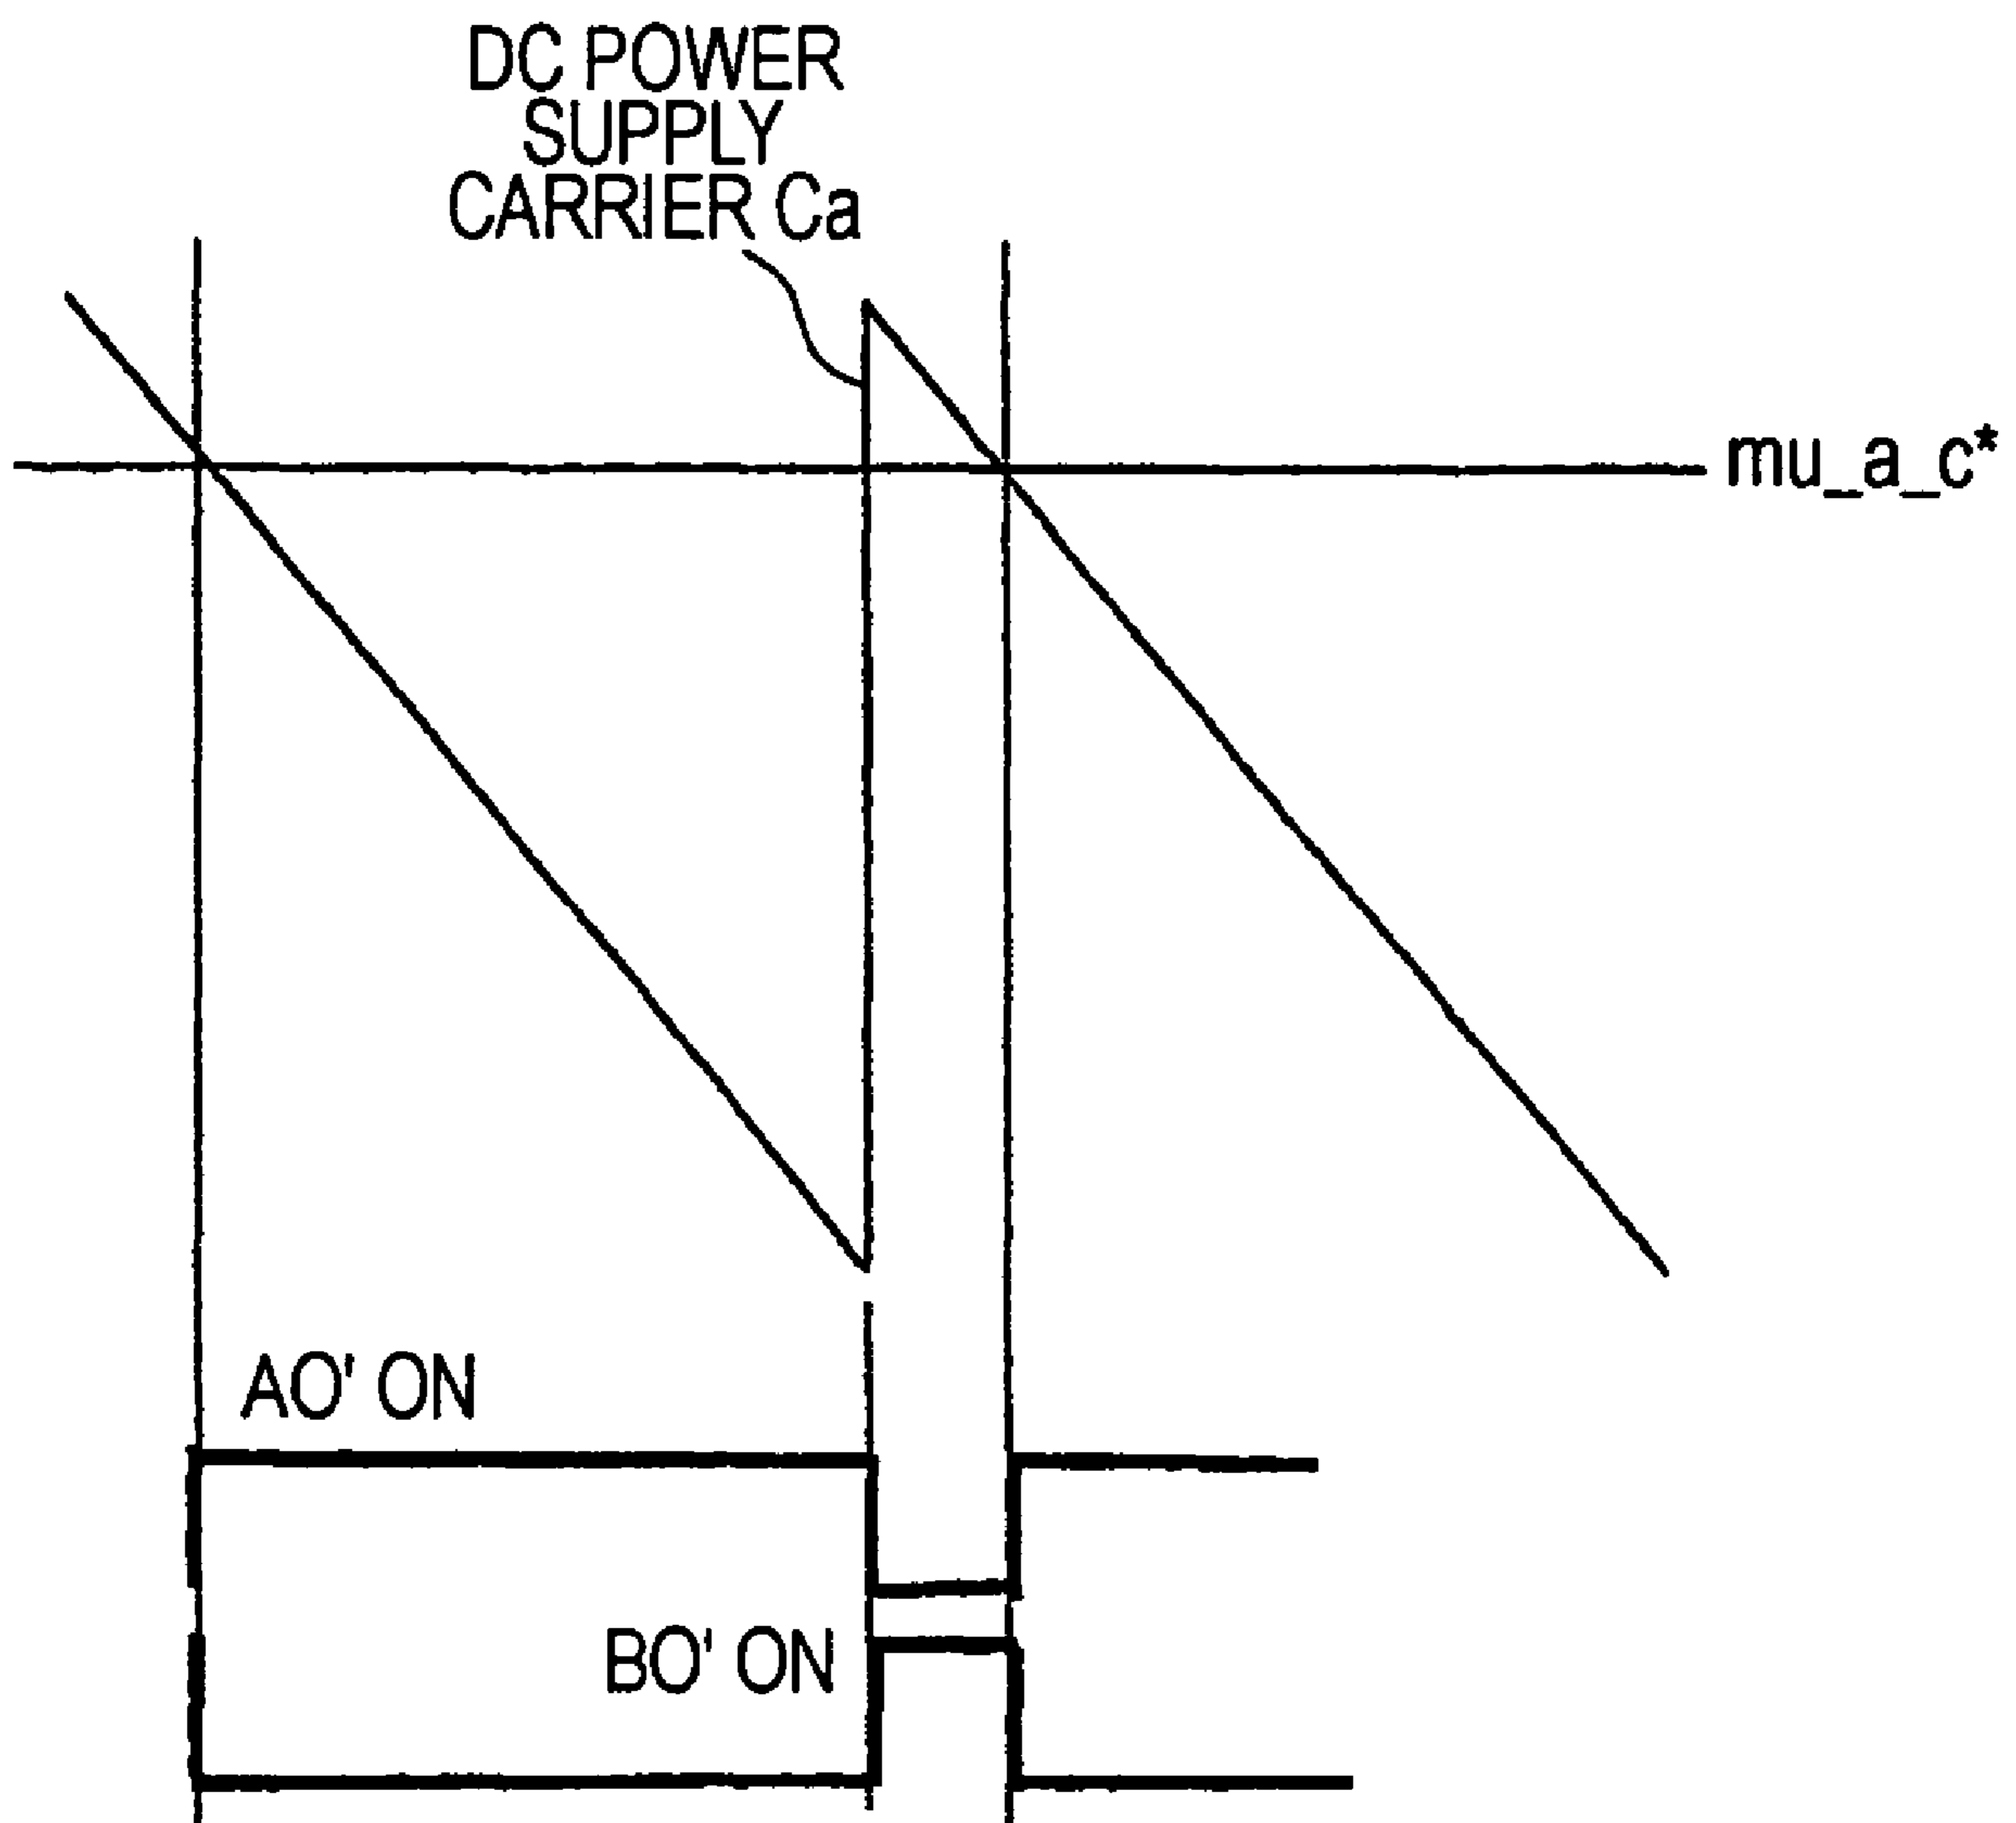 DC POWER
SUPPLY
CARRIER Ca
mu_a_c*
AO' ON
BO' ON